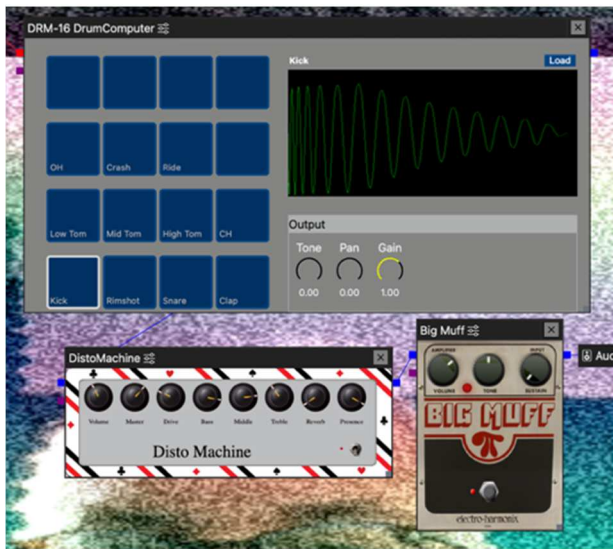 DRM-16 DrumComputer
Kick
Load
OH
Crash
Ride
Low Tom
Mid Tom
High Tom
CH
Kick
Rimshot
Snare
Clap
Output
Tone
Pan
Gain
0.00
0.00
1.00
DistoMachine
Volume
Master
Drive
Bass
Middle
Treble
Reverb
Presence
Disto Machine
Big Muff
VOLUME
TONE
INPUT
SUSTAIN
BIG MUFF
π
electro-harmonix
Aud